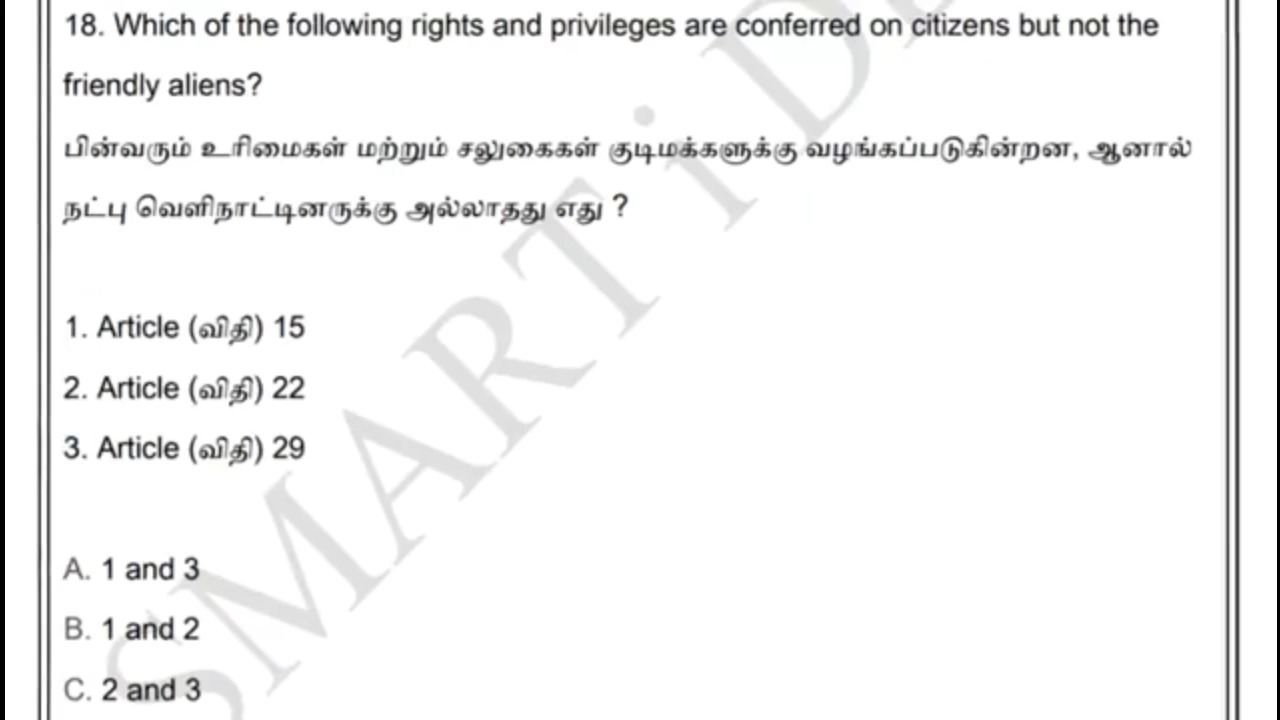 18. Which of the following rights and privileges are conferred on citizens but not the
friendly aliens?
பின்வரும் உரிமைகள் மற்றும் சலுகைகள் குடிமக்களுக்கு வழங்கப்படுகின்றன, ஆனால்
நட்பு வெளிநாட்டினருக்கு அல்லாதது எது ?
1. Article (விதி) 15
2. Article (விதி) 22
3. Article (விதி) 29
A. 1 and 3
B. 1 and 2
C. 2 and 3
SMART i